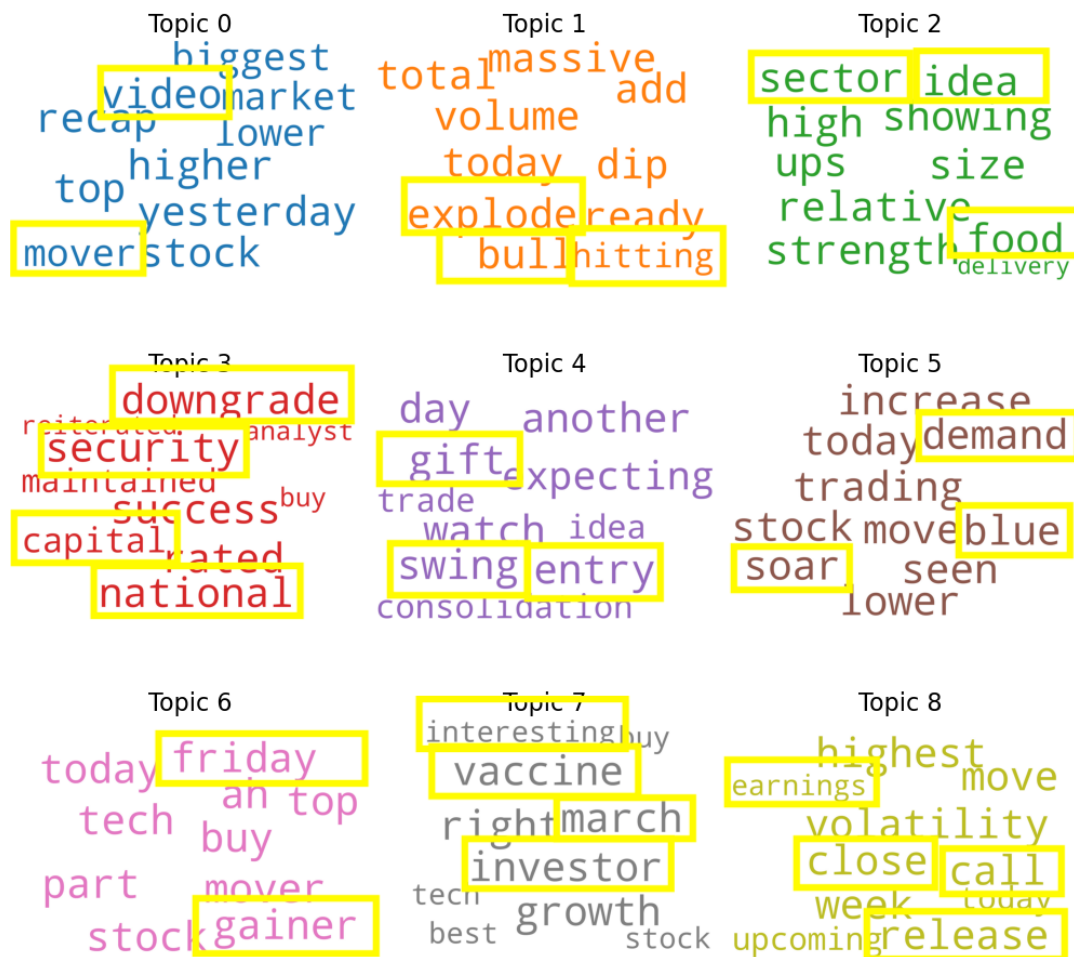 Topic 0
biggest
video market
recap
lower
higher
top
yesterday
mover stock
Topic 1
massive
total add
volume
today dip
explode ready
bull hitting
Topic 2
sector idea
high showing
ups size
relative
strength food
delivery
Topic 3
downgrade
reiterated analyst
security
maintained
success buy
capital
rated
national
Topic 4
day another
gift
expecting
trade
watch idea
swing entry
consolidation
Topic 5
increase
today demand
trading
stock move blue
soar seen
lower
Topic 6
today friday
ah top
tech
buy
part mover
stock gainer
Topic 7
interesting buy
vaccine
right march
investor
tech
growth
best stock
Topic 8
highest
earnings move
volatility
close call
week today
upcoming release